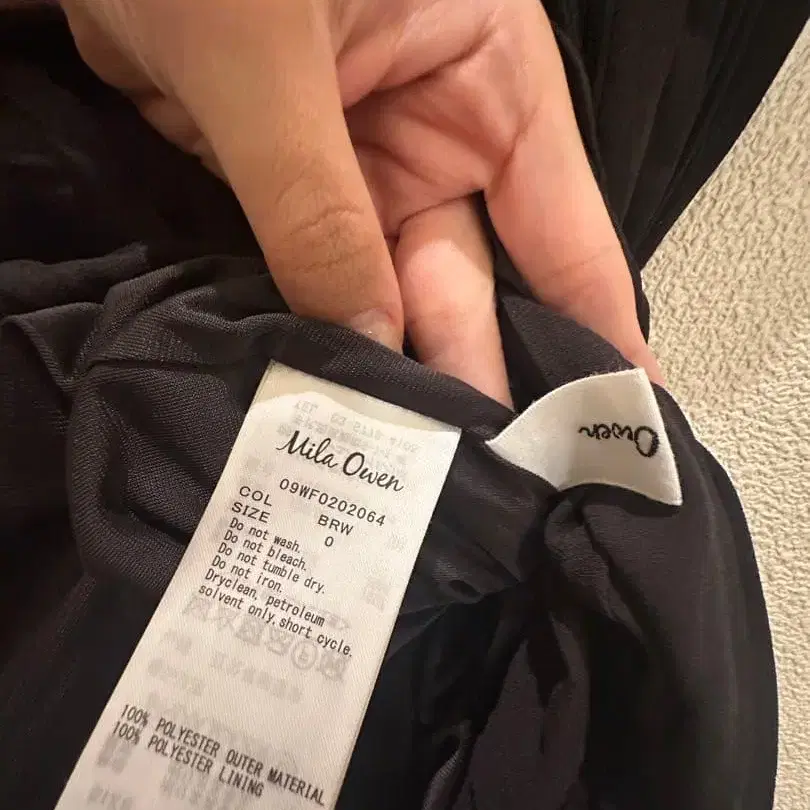 Mila Owen
09WF0202064
COL BRW
SIZE 0
Do not wash.
Do not bleach.
Do not tumble dry.
Do not iron.
Dryclean, petroleum
solvent only, short cycle.
100% POLYESTER OUTER MATERIAL
100% POLYESTER LINING
Owen